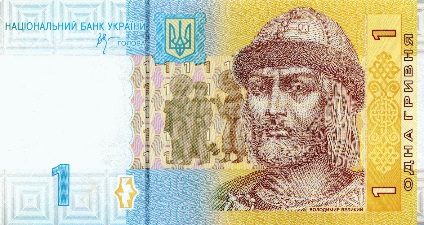 НАЦІОНАЛЬНИЙ БАНК УКРАЇНИ
ГОЛОВА
1
1
1
ОДНА ГРИВНЯ
ВОЛОДИМИР ВЕЛИКИЙ